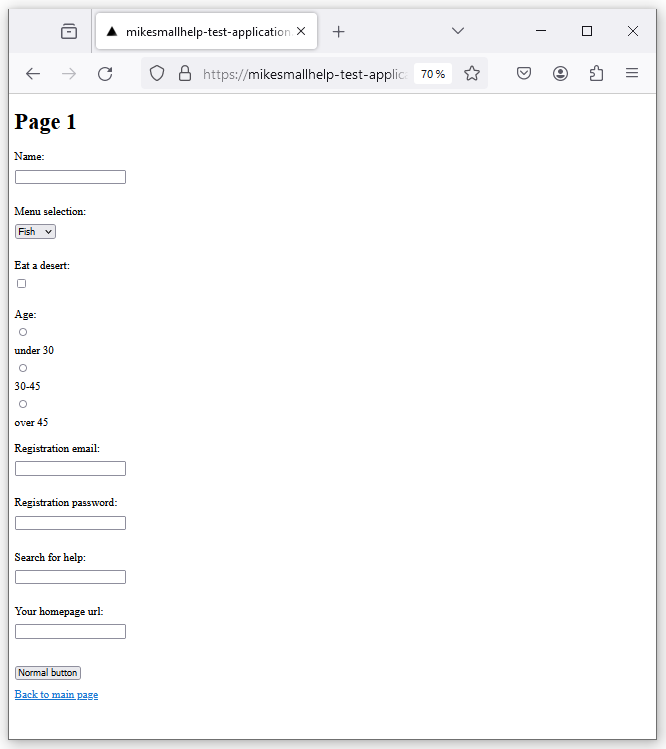 mikesmallhelp-test-application
https://mikesmallhelp-test-applic
70 %
Page 1
Name:
Menu selection:
Fish
Eat a desert:
Age:
under 30
30-45
over 45
Registration email:
Registration password:
Search for help:
Your homepage url:
Normal button
Back to main page